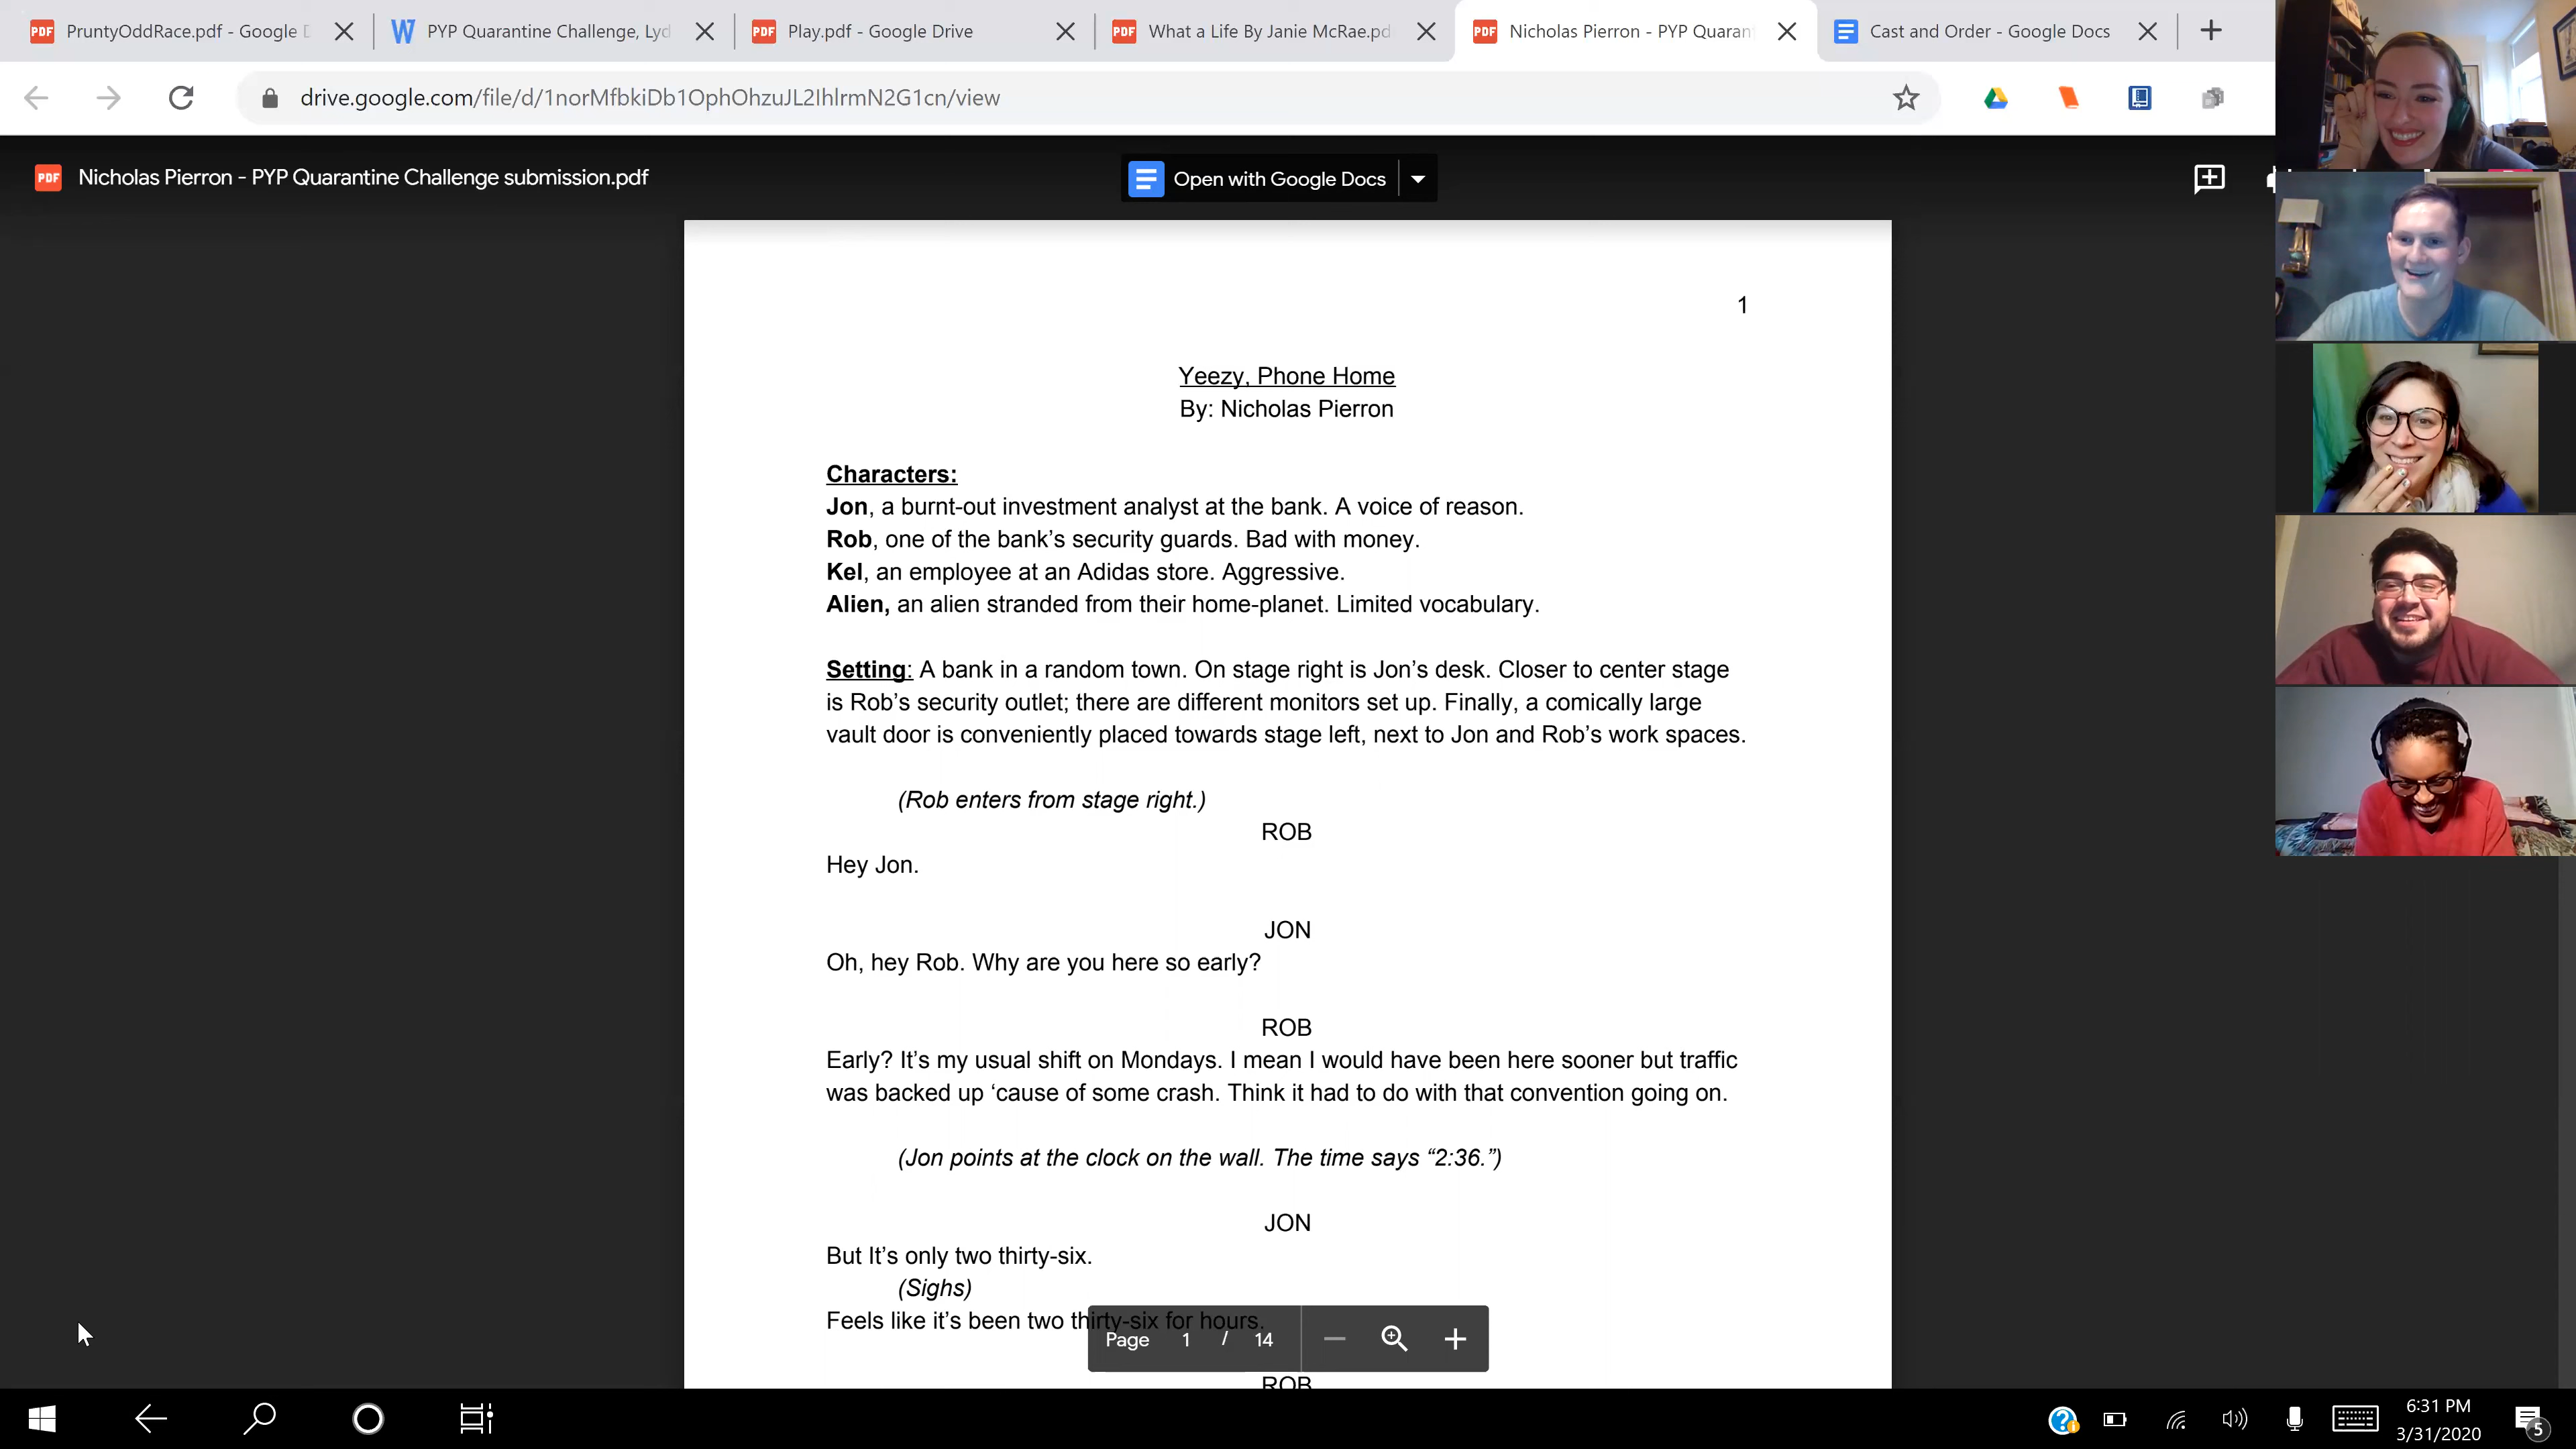 PruntyOddRace.pdf - Google D
PYP Quarantine Challenge, Lyd
Play.pdf - Google Drive
What a Life By Janie McRae.pd
Nicholas Pierron - PYP Quaran
Cast and Order - Google Docs
drive.google.com/file/d/1norMfbkiDb1OphOhzuJL2IhlrmN2G1cn/view
PDF Nicholas Pierron - PYP Quarantine Challenge submission.pdf
Open with Google Docs
1
Yeezy, Phone Home
By: Nicholas Pierron
Characters:
Jon, a burnt-out investment analyst at the bank. A voice of reason.
Rob, one of the bank’s security guards. Bad with money.
Kel, an employee at an Adidas store. Aggressive.
Alien, an alien stranded from their home-planet. Limited vocabulary.
Setting: A bank in a random town. On stage right is Jon’s desk. Closer to center stage
is Rob’s security outlet; there are different monitors set up. Finally, a comically large
vault door is conveniently placed towards stage left, next to Jon and Rob’s work spaces.
(Rob enters from stage right.)
ROB
Hey Jon.
JON
Oh, hey Rob. Why are you here so early?
ROB
Early? It’s my usual shift on Mondays. I mean I would have been here sooner but traffic
was backed up ‘cause of some crash. Think it had to do with that convention going on.
(Jon points at the clock on the wall. The time says “2:36.”)
JON
But It’s only two thirty-six.
(Sighs)
Feels like it’s been two thirty-six for hours.
Page 1 / 14
ROB
6:31 PM
3/31/2020
5